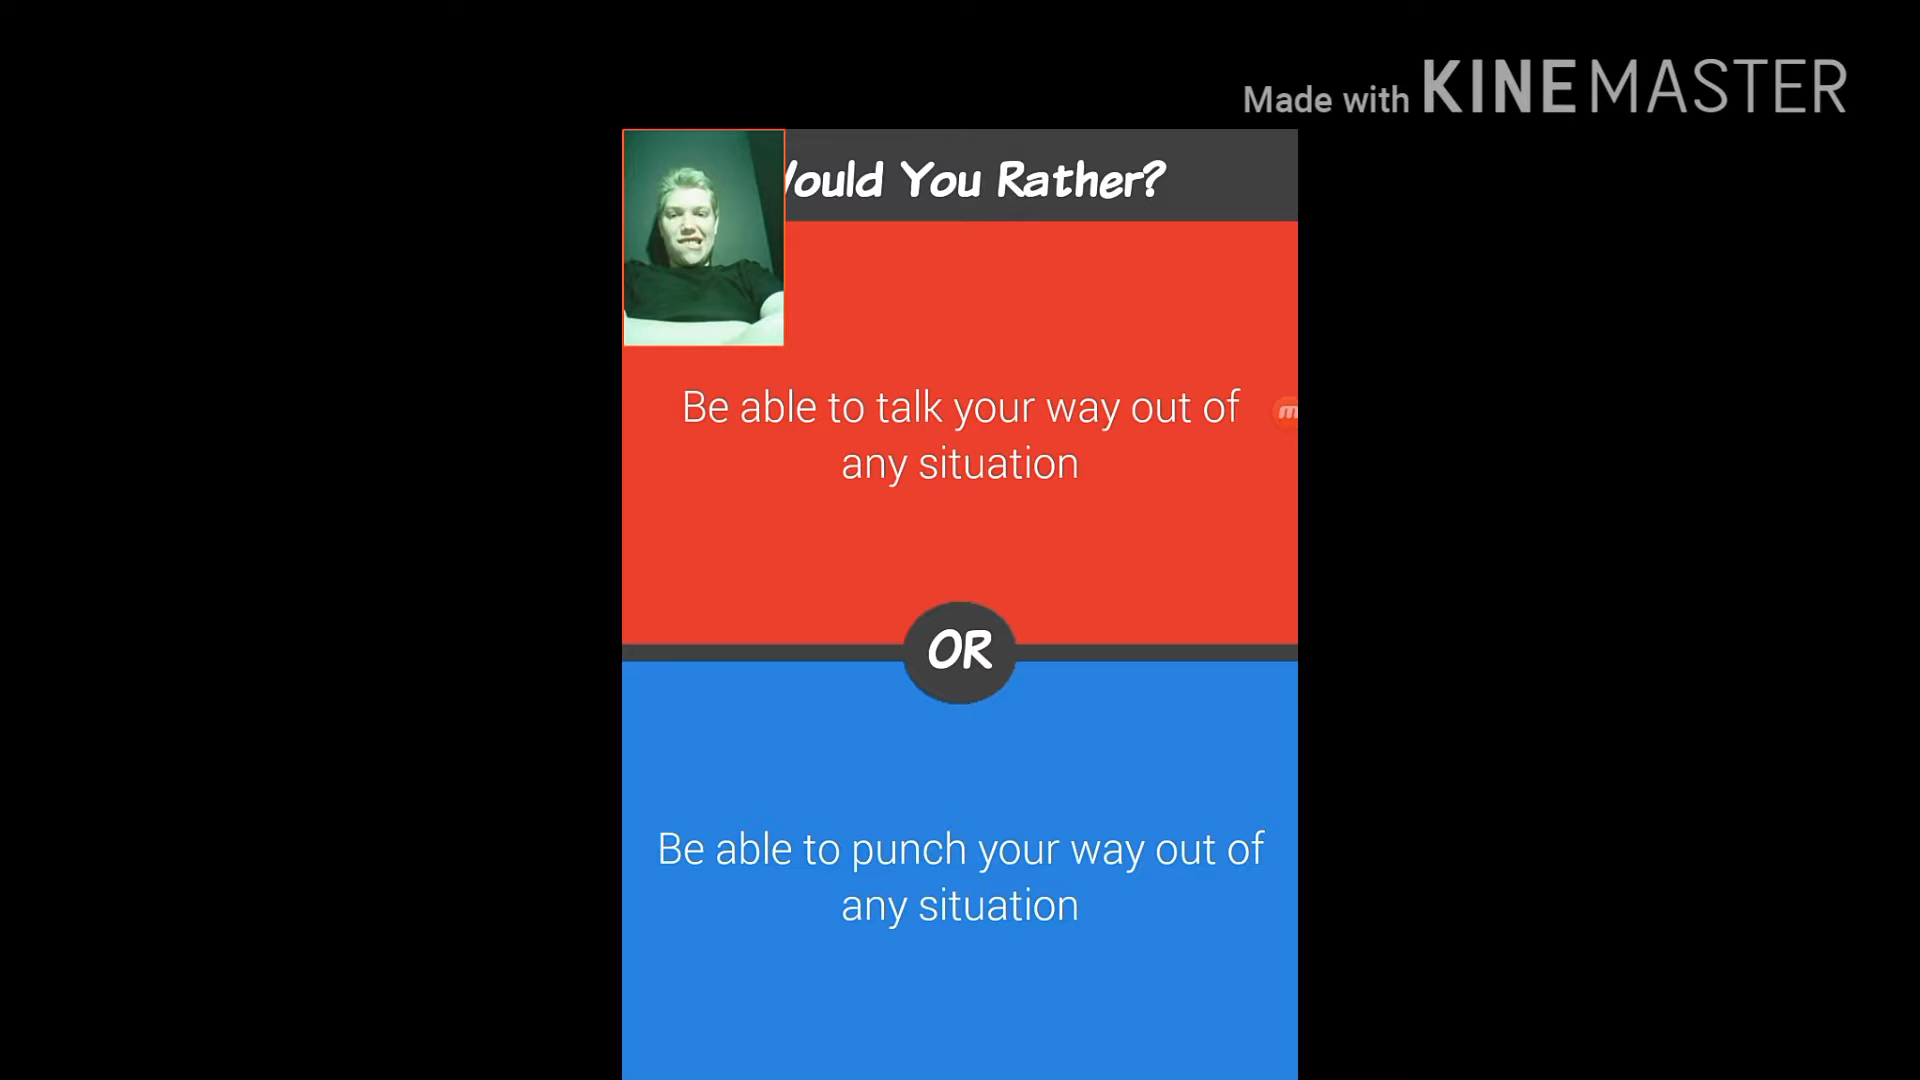 Made with KINEMASTER
ould You Rather?
Be able to talk your way out of
any situation
m
OR
Be able to punch your way out of
any situation